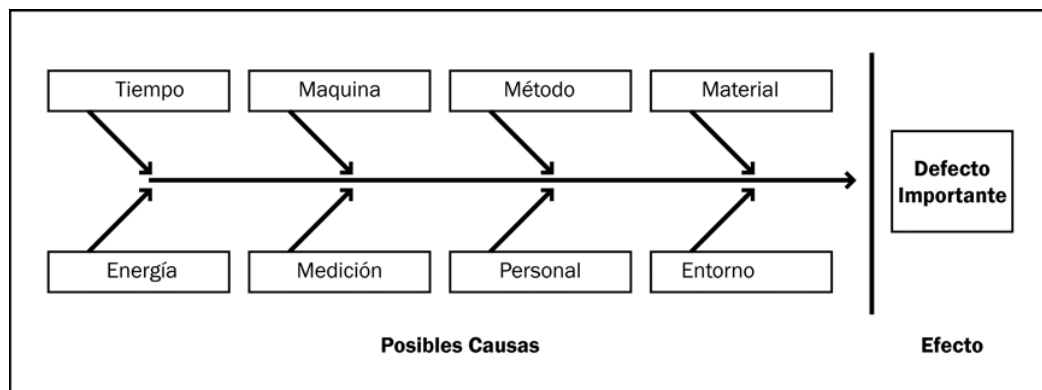 Tiempo
Maquina
Método
Material
Defecto
Importante
Energía
Medición
Personal
Entorno
Posibles Causas
Efecto